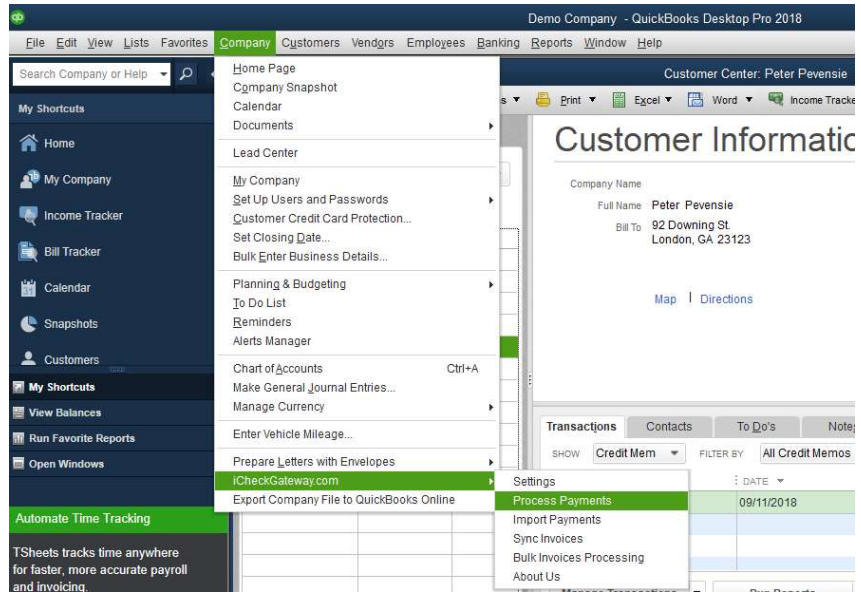 qb
Demo Company - QuickBooks Desktop Pro 2018
File Edit View Lists Favorites Company Customers Vendors Employees Banking Reports Window Help
Search Company or Help
Customer Center: Peter Pevensie
Print Excel Word Income Tracke
My Shortcuts
Home
My Company
Income Tracker
Bill Tracker
Calendar
Snapshots
Customers
My Shortcuts
View Balances
Run Favorite Reports
Open Windows
Automate Time Tracking
TSheets tracks time anywhere
for faster, more accurate payroll
and invoicing.
Home Page
Company Snapshot
Calendar
Documents
Lead Center
My Company
Set Up Users and Passwords
Customer Credit Card Protection...
Set Closing Date...
Bulk Enter Business Details...
Planning & Budgeting
To Do List
Reminders
Alerts Manager
Chart of Accounts Ctrl+A
Make General Journal Entries...
Manage Currency
Enter Vehicle Mileage...
Prepare Letters with Envelopes
iCheckGateway.com
Export Company File to QuickBooks Online
Settings
Process Payments
Import Payments
Sync Invoices
Bulk Invoices Processing
About Us
Customer Informatio
Company Name
Full Name Peter Pevensie
Bill To 92 Downing St.
London, GA 23123
Map | Directions
Transactions Contacts To Do's Note
SHOW Credit Mem FILTER BY All Credit Memos
DATE
09/11/2018
Manage Transactions Run Reports